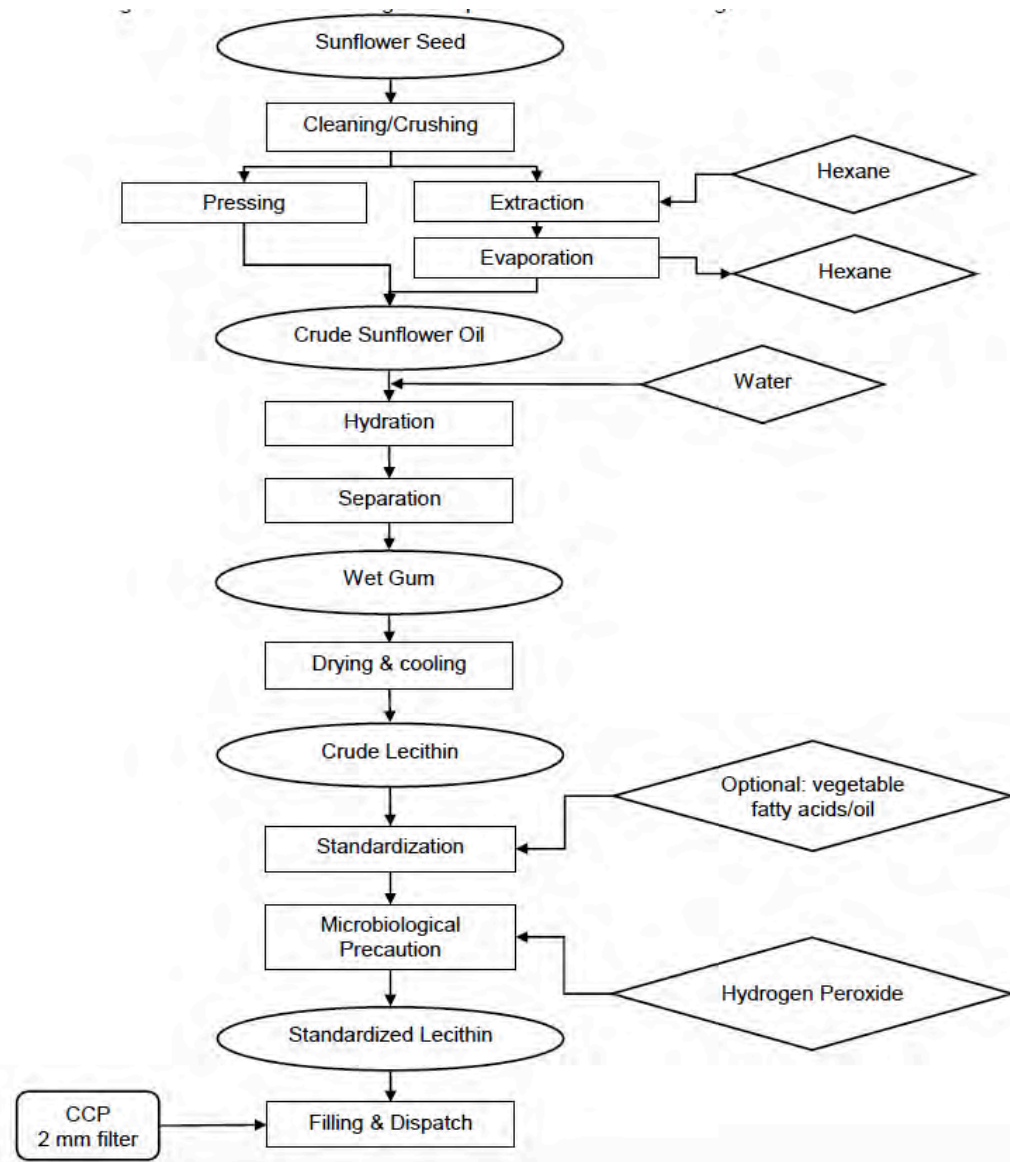 Sunflower Seed
Cleaning/Crushing
Hexane
Pressing
Extraction
Evaporation
Hexane
Crude Sunflower Oil
Water
Hydration
Separation
Wet Gum
Drying & cooling
Crude Lecithin
Optional: vegetable
fatty acids/oil
Standardization
Microbiological
Precaution
Hydrogen Peroxide
Standardized Lecithin
CCP
2 mm filter
Filling & Dispatch